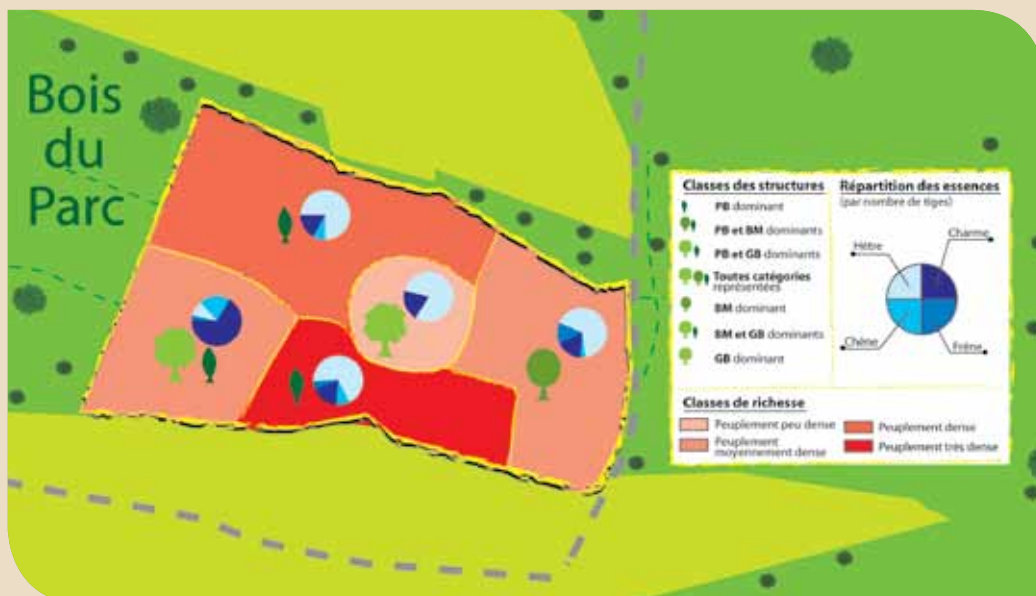 Bois
du
Parc
Classes des structures
PB dominant
PB et BM dominants
PB et GB dominants
Toutes catégories
représentées
BM dominant
BM et GB dominants
GB dominant
Répartition des essences
(par nombre de tiges)
Hêtre
Charme
Chêne
Frêne
Classes de richesse
Peuplement peu dense
Peuplement
moyennement dense
Peuplement dense
Peuplement très dense